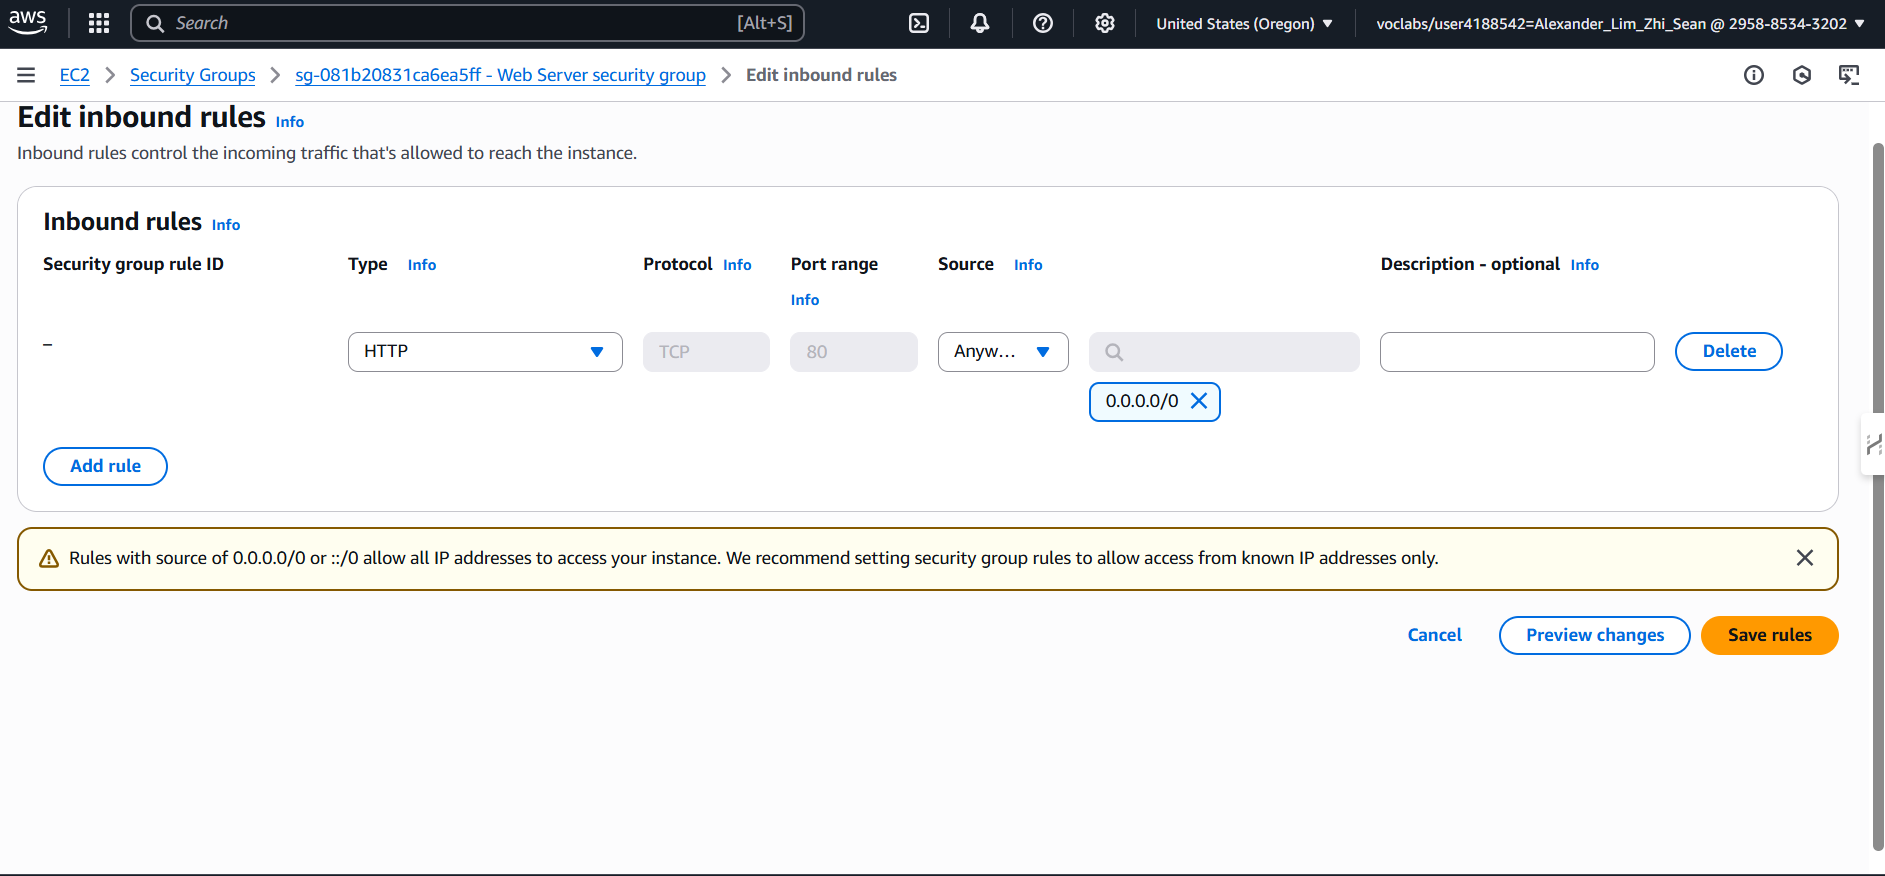 aws Search [Alt+S] United States (Oregon) voclabs/user4188542=Alexander_Lim_Zhi_Sean @ 2958-8534-3202
EC2 Security Groups sg-081b20831ca6ea5ff - Web Server security group Edit inbound rules
Edit inbound rules Info
Inbound rules control the incoming traffic that's allowed to reach the instance.
Inbound rules Info
Security group rule ID Type Info Protocol Info Port range Source Info Description - optional Info
Info
– HTTP TCP 80 Anyw... Delete
0.0.0.0/0
Add rule
Rules with source of 0.0.0.0/0 or ::/0 allow all IP addresses to access your instance. We recommend setting security group rules to allow access from known IP addresses only.
Cancel Preview changes Save rules